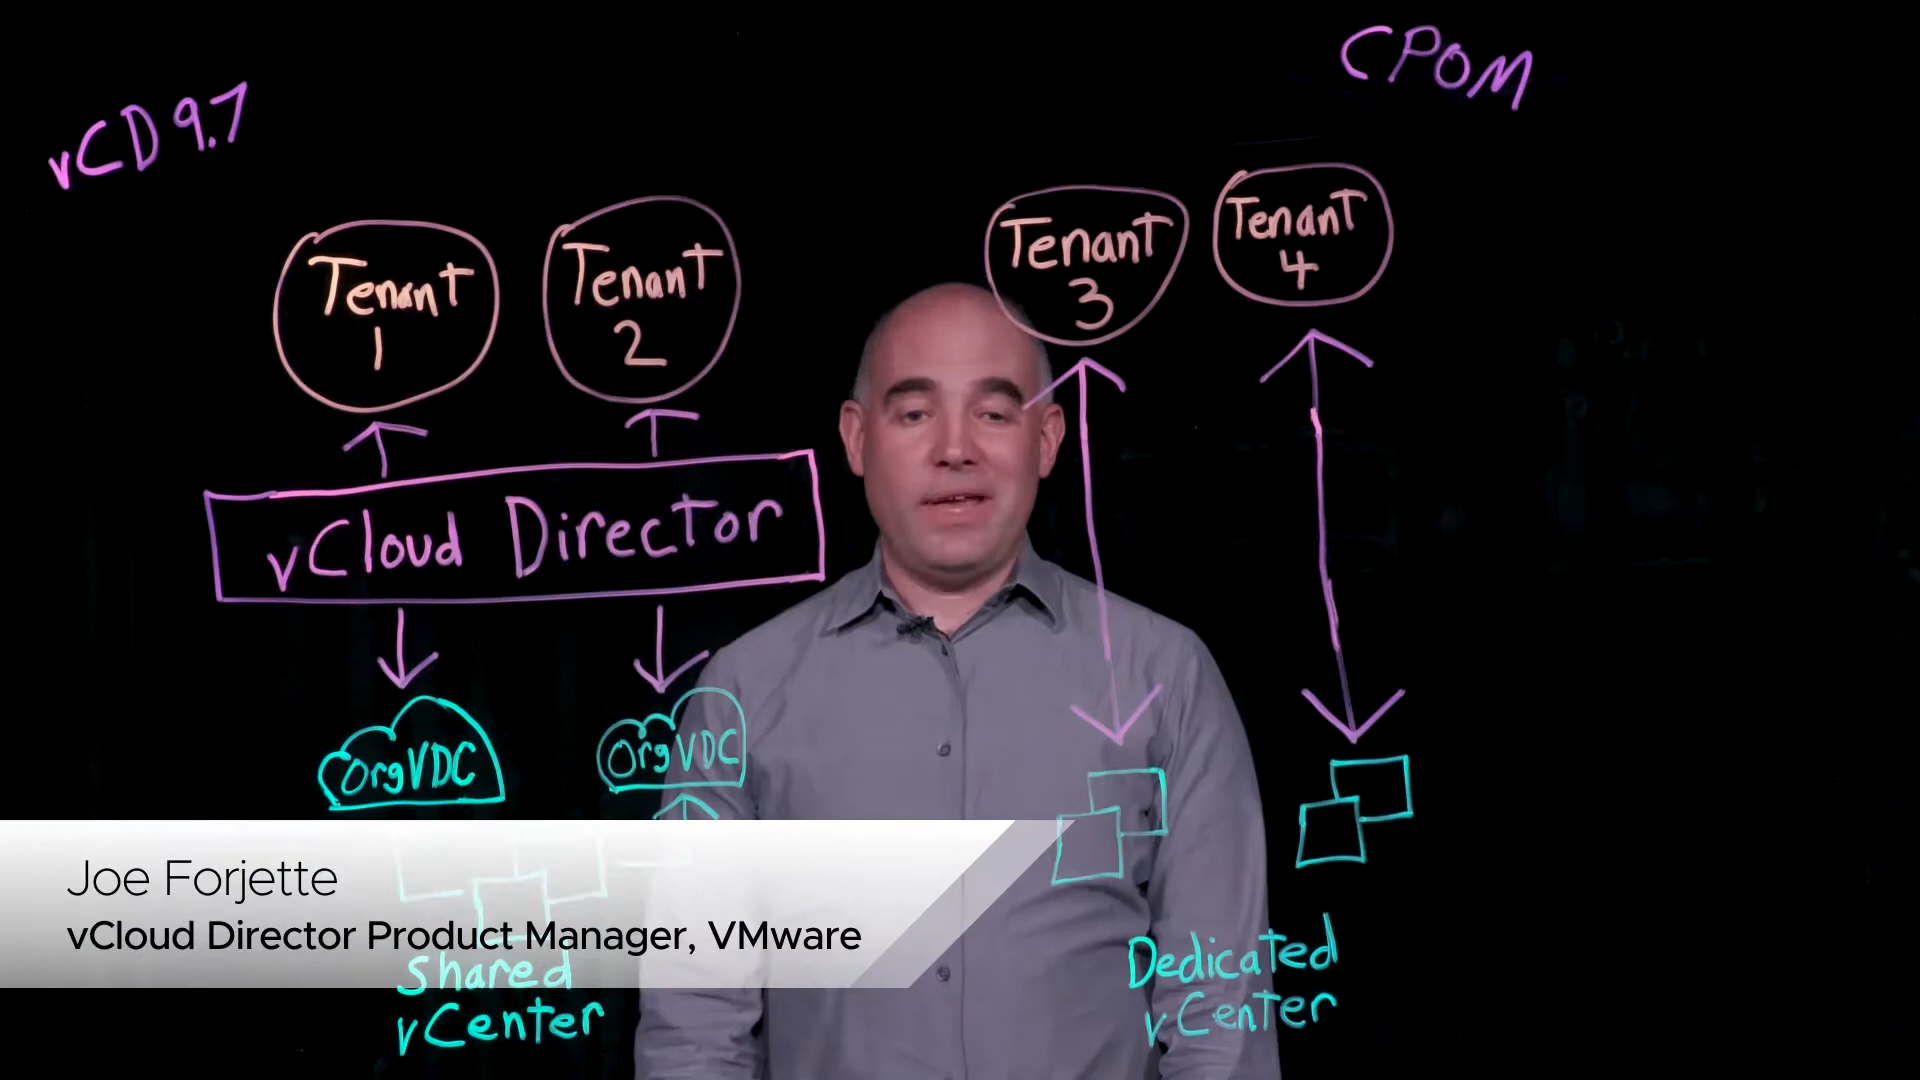 vCD 9.7
CPOM
Tenant
1
Tenant
2
Tenant
3
Tenant
4
vCloud Director
OrgVDC
OrgVDC
Joe Forjette
vCloud Director Product Manager, VMware
Shared
vCenter
Dedicated
vCenter